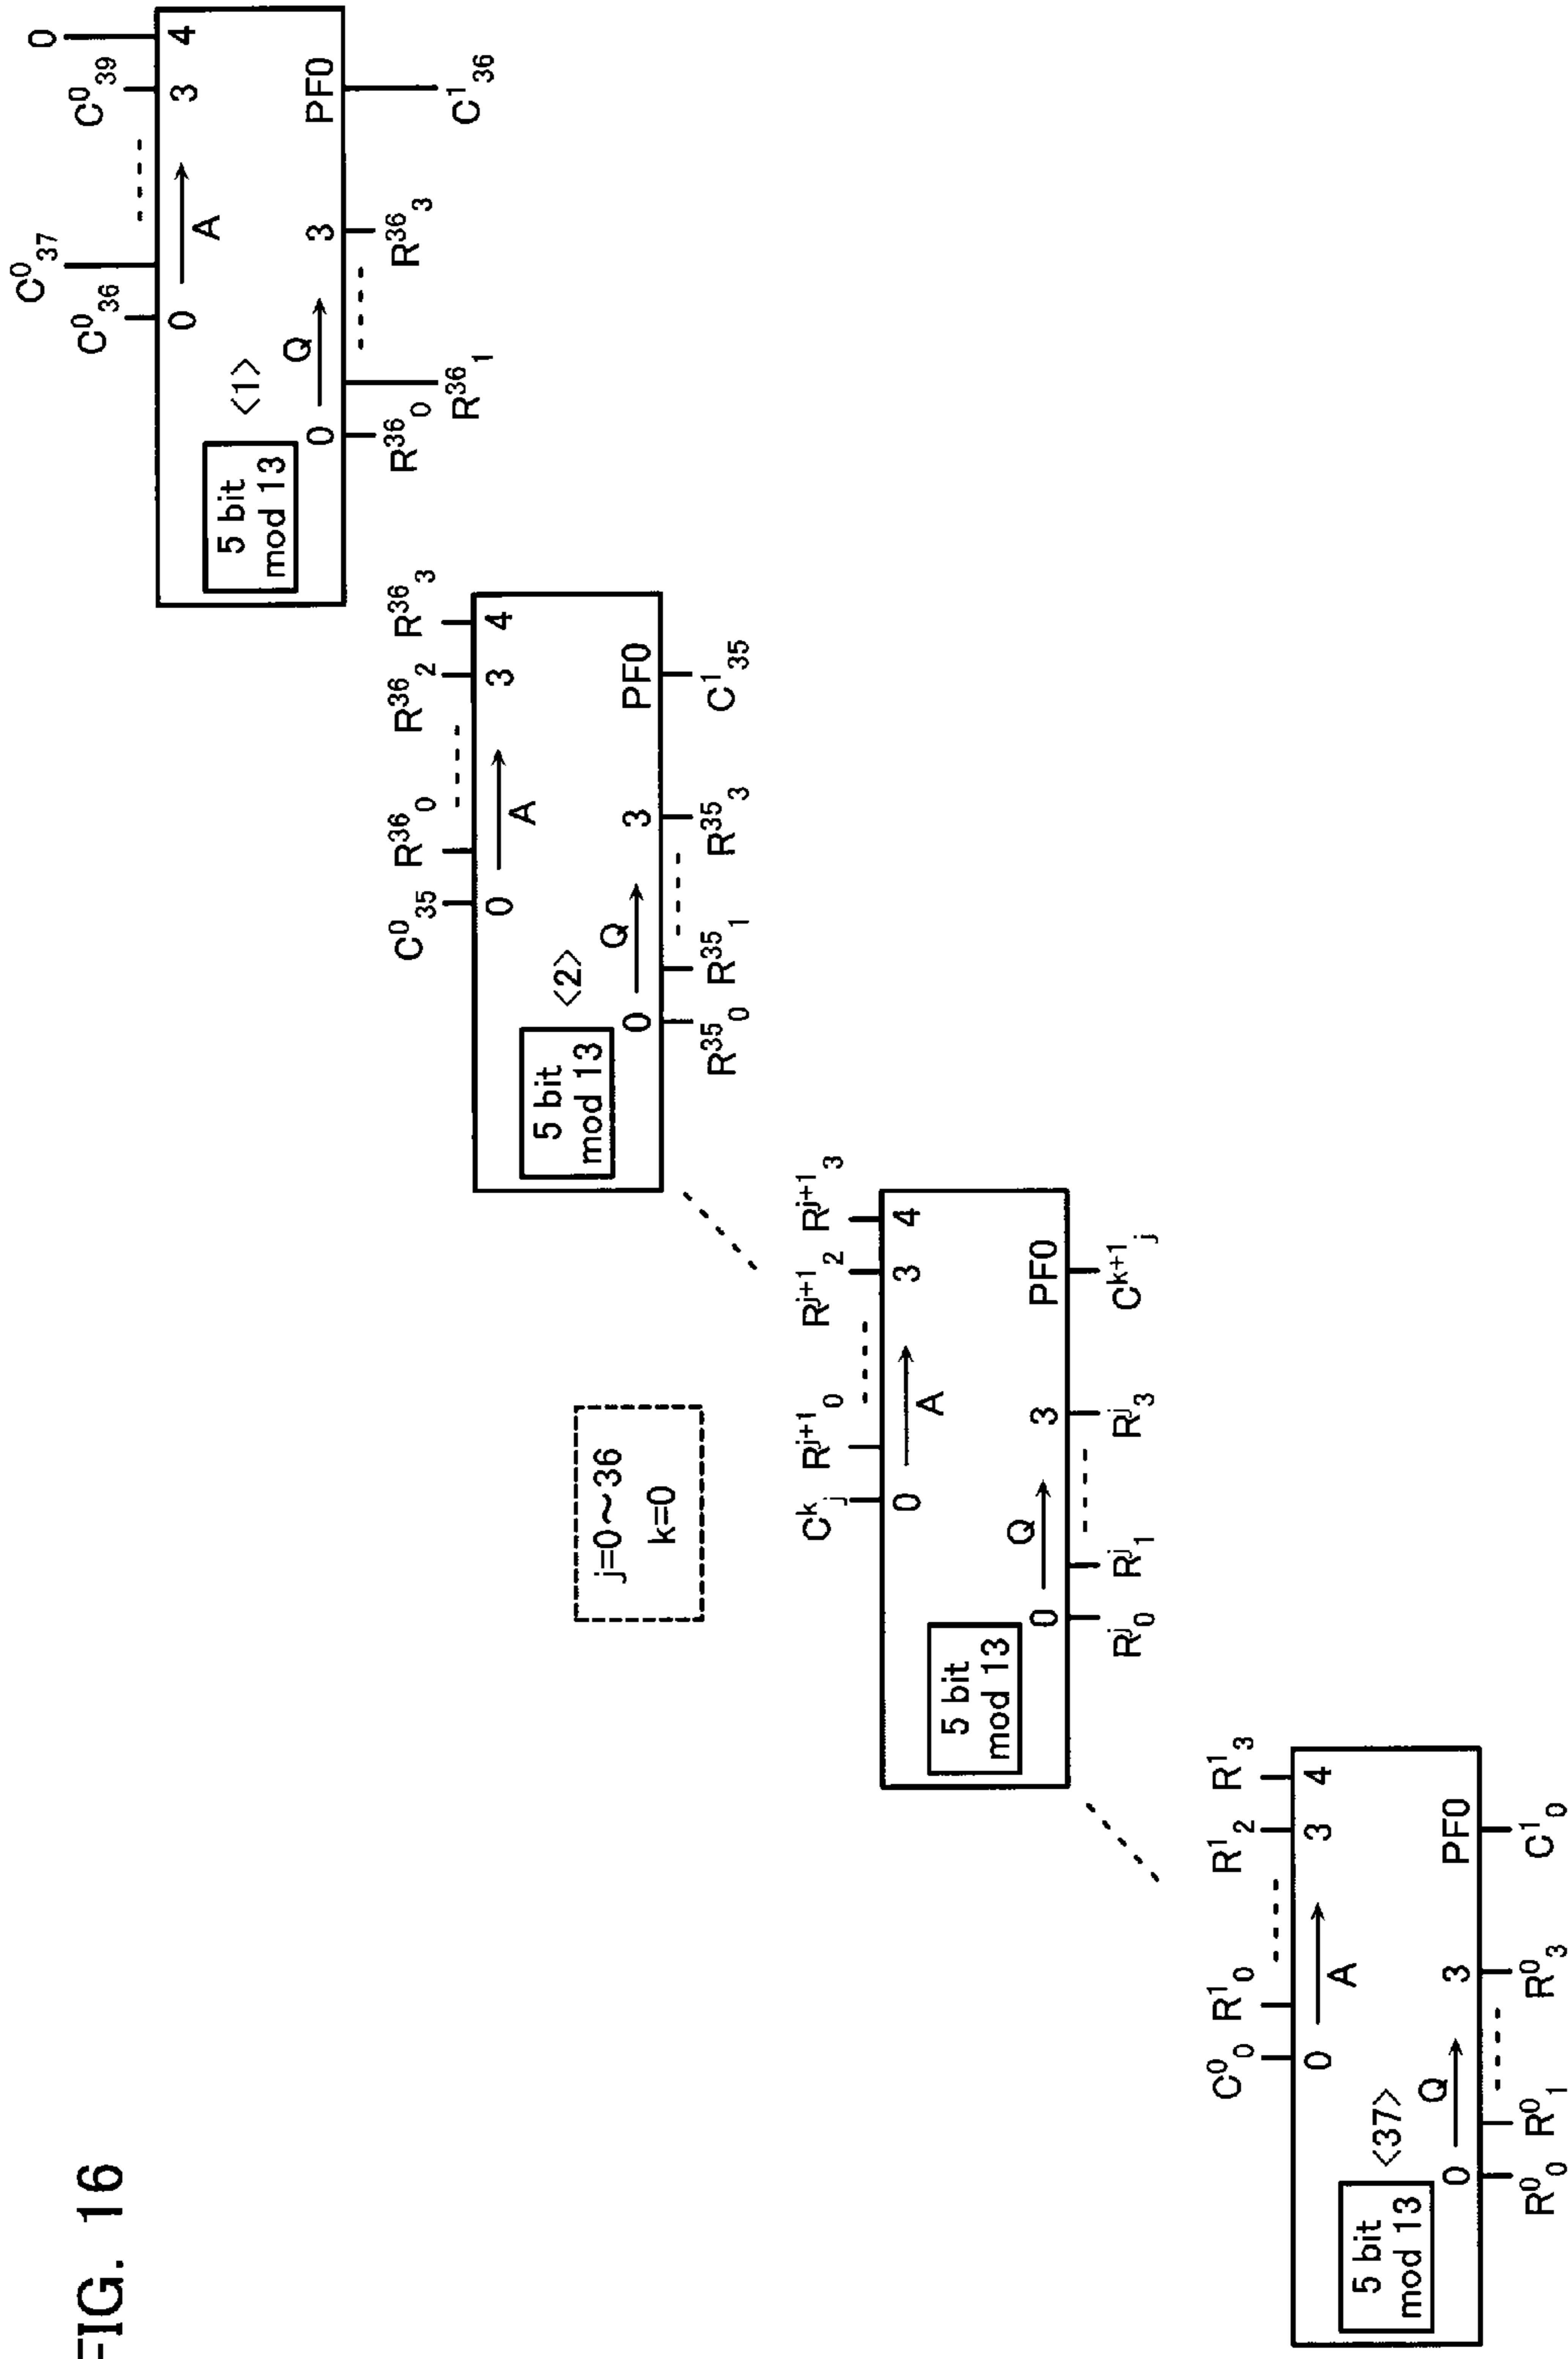 FIG. 16
C⁰₃₆ C⁰₃₇ C⁰₃₉ 0
0 3 4
A
<1>
5 bit
mod 13
Q
0 3 PF0
R³⁶₀ R³⁶₁ R³⁶₃ C¹₃₆
C⁰₃₅ R³⁶₀ R³⁶₂ R³⁶₃
0 3 4
A
<2>
5 bit
mod 13
Q
0 3 PF0
R³⁵₀ R³⁵₁ R³⁵₃ C¹₃₅
j=0~36
k=0
Cᵏⱼ Rʲ⁺¹₀ Rʲ⁺¹₂ Rʲ⁺¹₃
0 3 4
A
5 bit
mod 13
Q
0 3 PF0
Rʲ₀ Rʲ₁ Rʲ₃ Cᵏ⁺¹ⱼ
C⁰₀ R¹₀ R¹₂ R¹₃
0 3 4
A
<37>
5 bit
mod 13
Q
0 3 PF0
R⁰₀ R⁰₁ R⁰₃ C¹₀